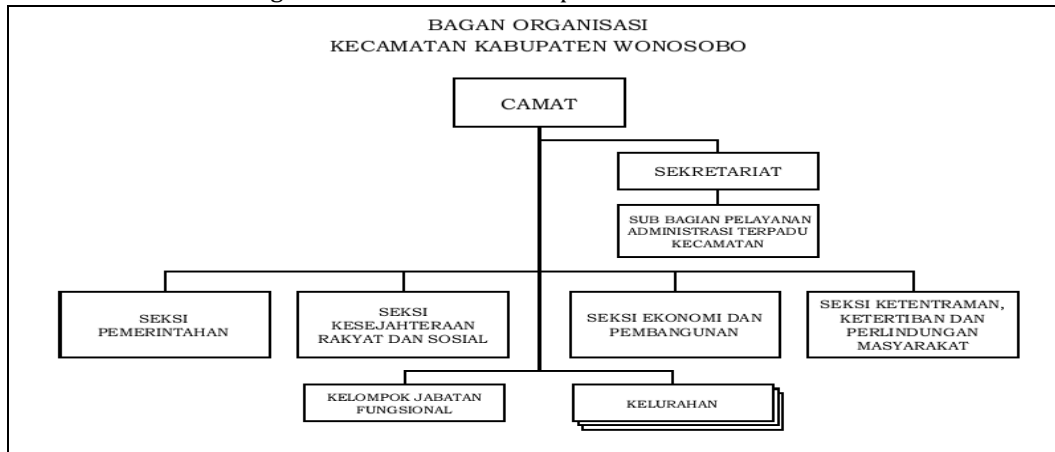 BAGAN ORGANISASI
KECAMATAN KABUPATEN WONOSOBO
CAMAT
SEKRETARIAT
SUB BAGIAN PELAYANAN
ADMINISTRASI TERPADU
KECAMATAN
SEKSI
PEMERINTAHAN
SEKSI
KESEJAHTERAAN
RAKYAT DAN SOSIAL
SEKSI EKONOMI DAN
PEMBANGUNAN
SEKSI KETENTRAMAN,
KETERTIBAN DAN
PERLINDUNGAN
MASYARAKAT
KELOMPOK JABATAN
FUNGSIONAL
KELURAHAN